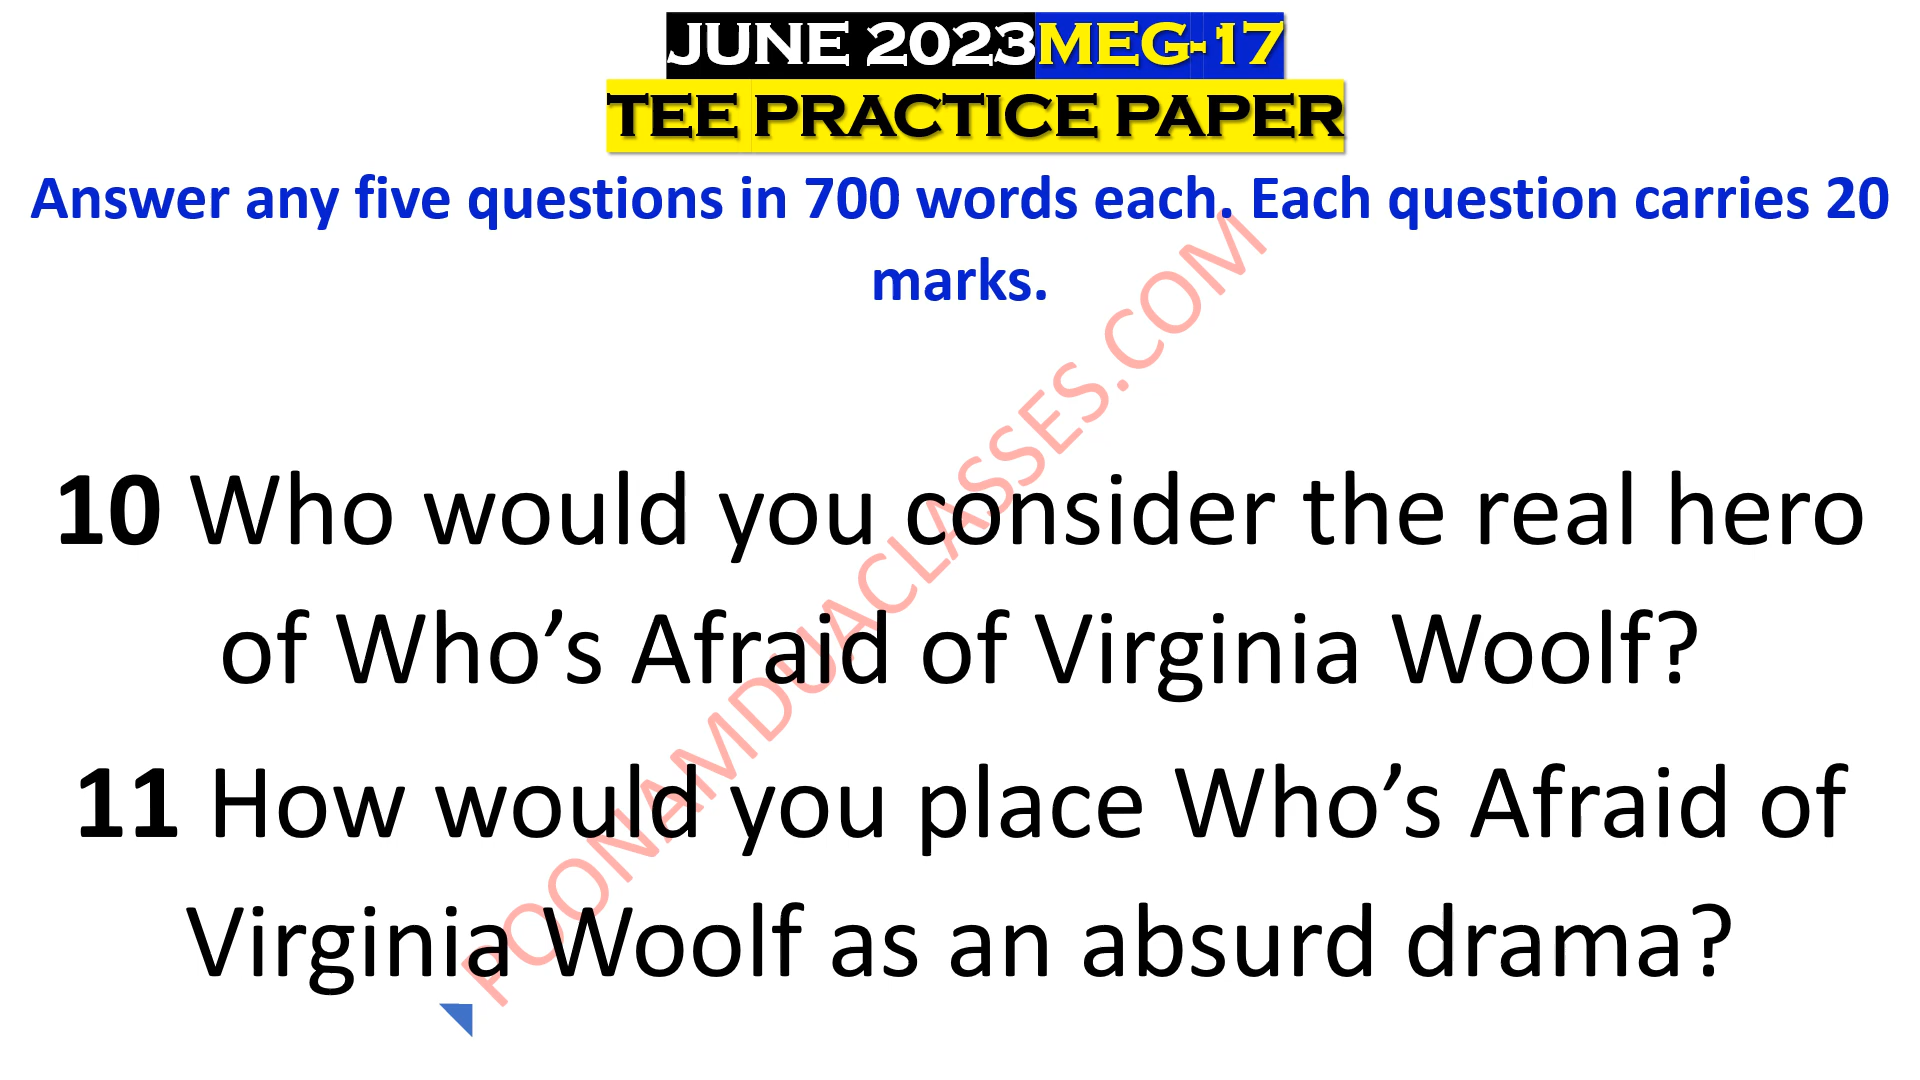 JUNE 2023MEG-17
TEE PRACTICE PAPER
Answer any five questions in 700 words each. Each question carries 20
marks.
10 Who would you consider the real hero
of Who’s Afraid of Virginia Woolf?
11 How would you place Who’s Afraid of
Virginia Woolf as an absurd drama?
POONAMDUACLASSES.COM